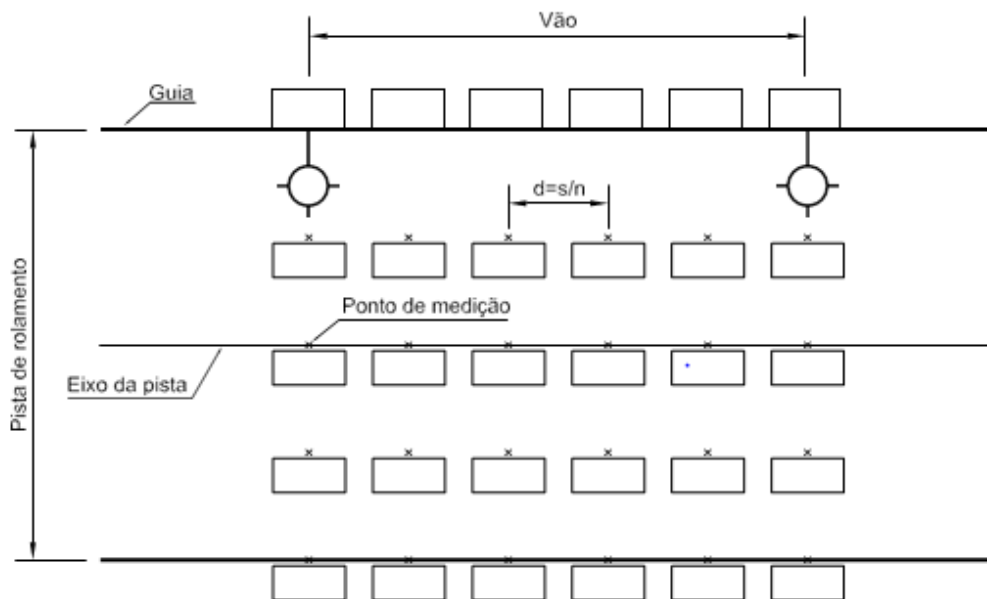 Vão
Guia
d=s/n
Ponto de medição
Eixo da pista
Pista de rolamento